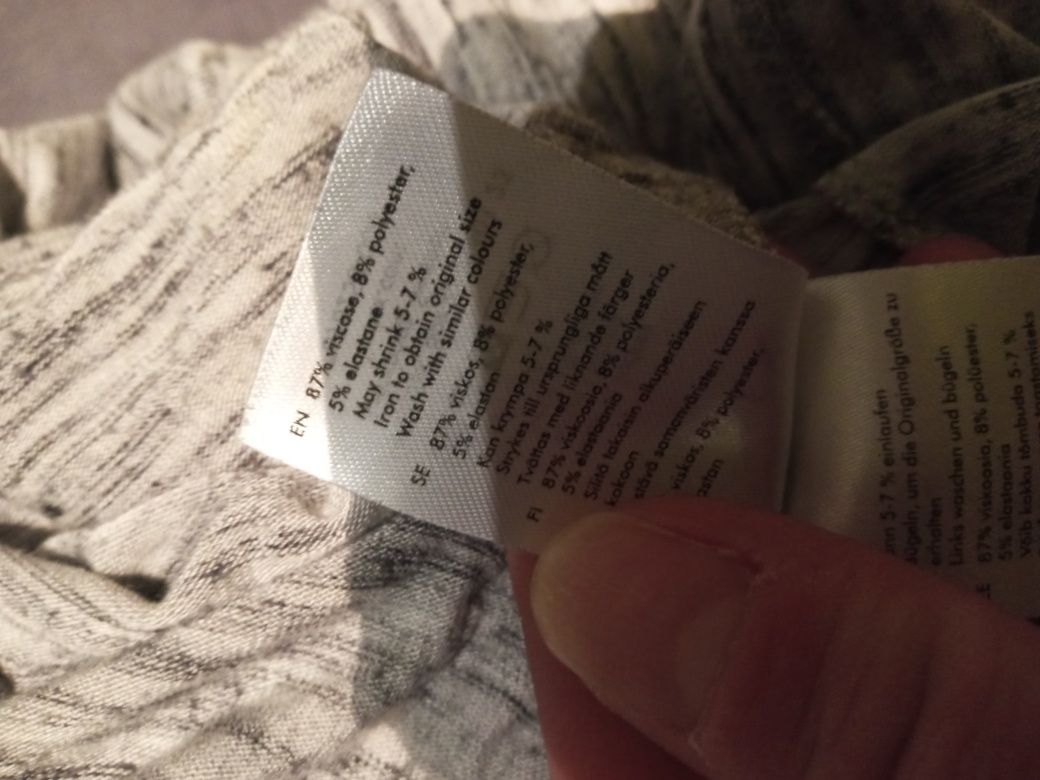 EN 87% viscose, 8% polyester,
5% elastane
May shrink 5-7 %
Iron to obtain original size
Wash with similar colours
SE 87% viskos, 8% polyester,
5% elastan
Kan krympa 5-7 %
Strykes till ursprungliga mått
Tvättas med liknande färger
FI 87% viskoosia, 8% polyesteria,
5% elastaania
Silitä takaisin alkuperäiseen
kokoon
samanväristen kanssa
viskos, 8% polyester,
5-7 % einlaufen
um die Originalgröße zu
erhalten
Links waschen und bügeln
87% viskoosia, 8% polüester,
5% elastaania
Võib kokku tõmbuda 5-7 %